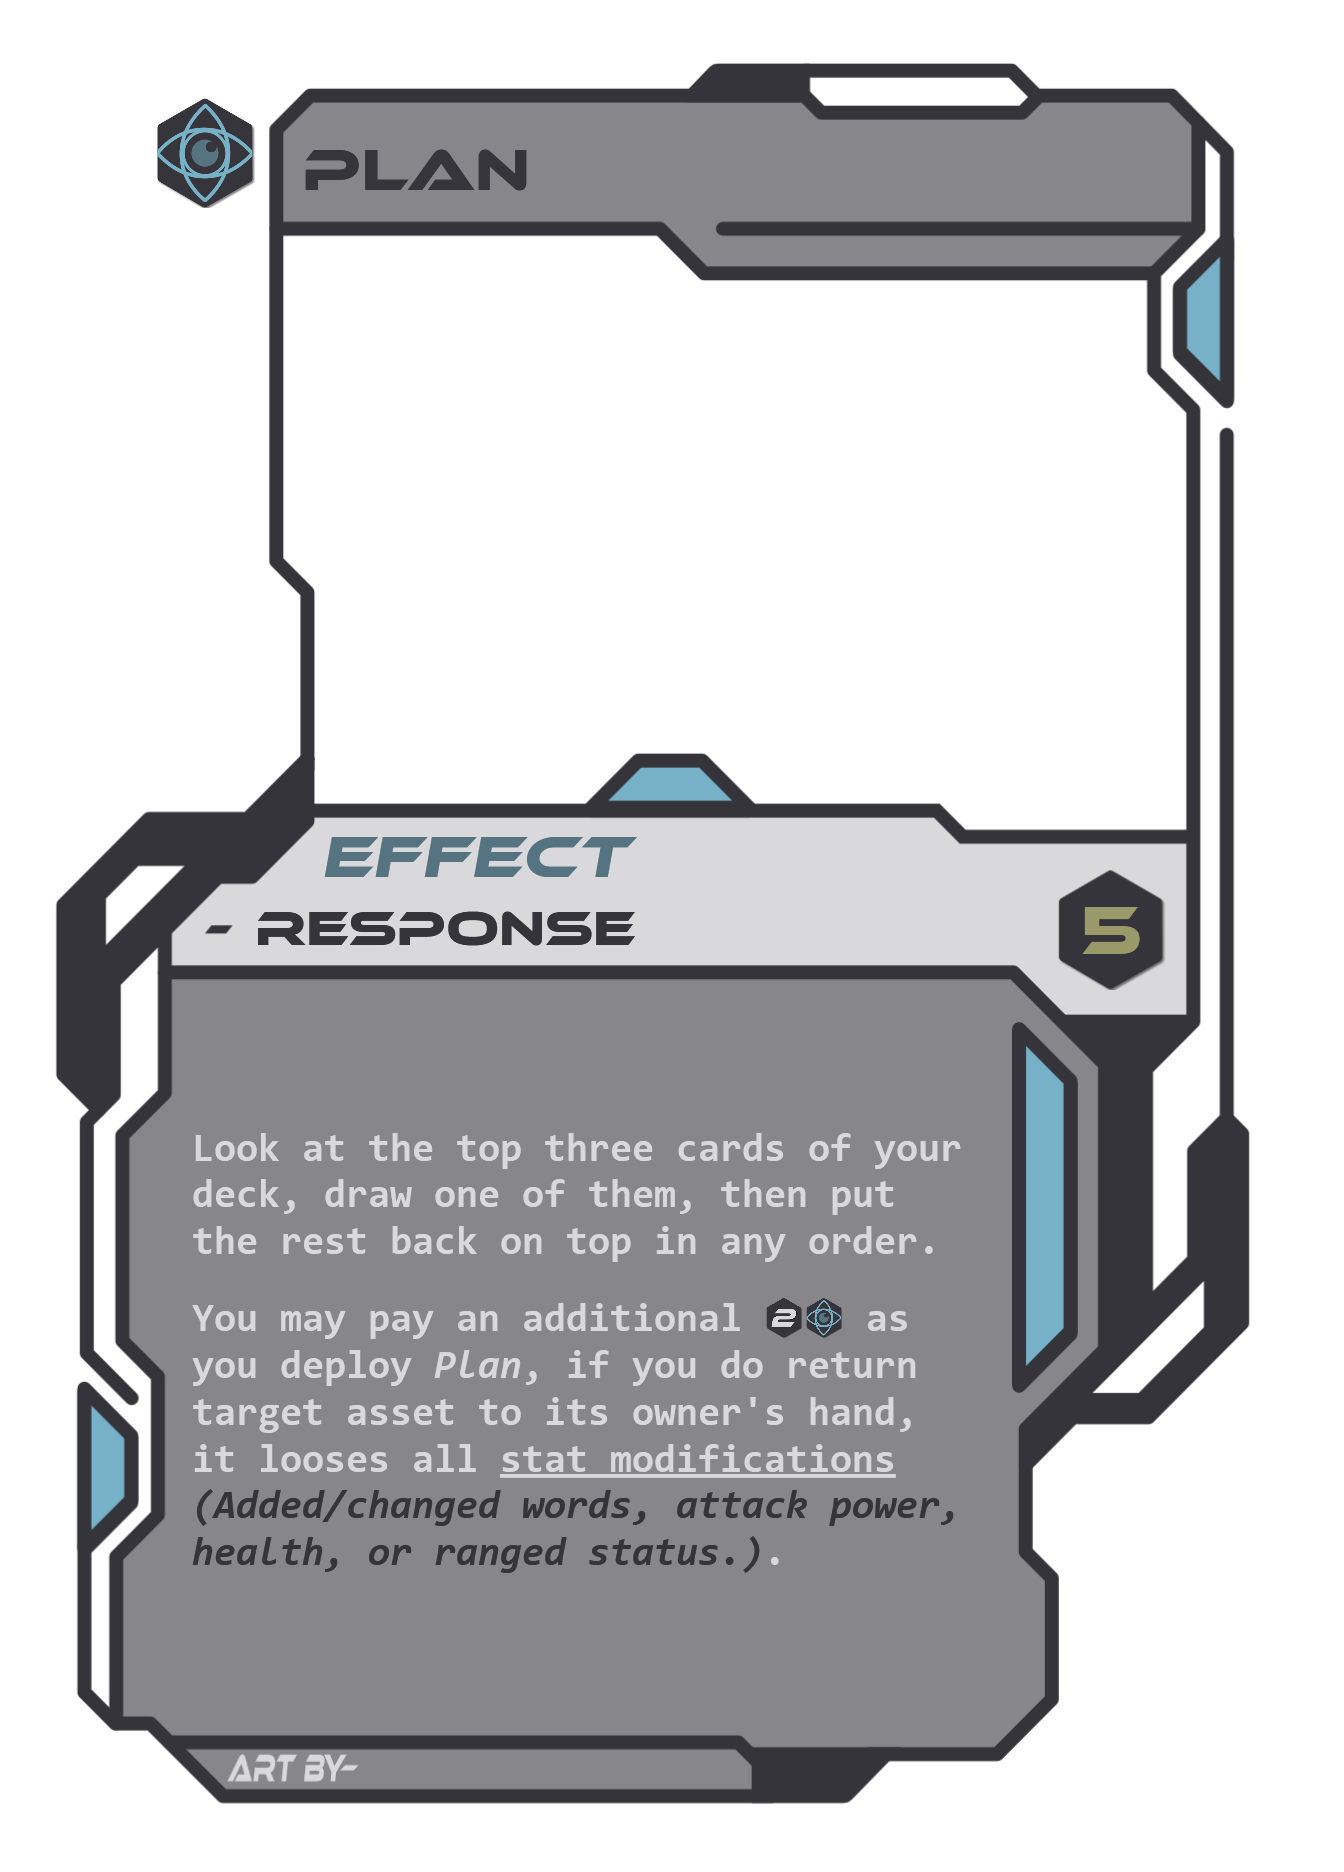 PLAN
EFFECT
- RESPONSE
5
Look at the top three cards of your
deck, draw one of them, then put
the rest back on top in any order.
You may pay an additional 2 as
you deploy Plan, if you do return
target asset to its owner's hand,
it looses all stat modifications
(Added/changed words, attack power,
health, or ranged status.).
ART BY-